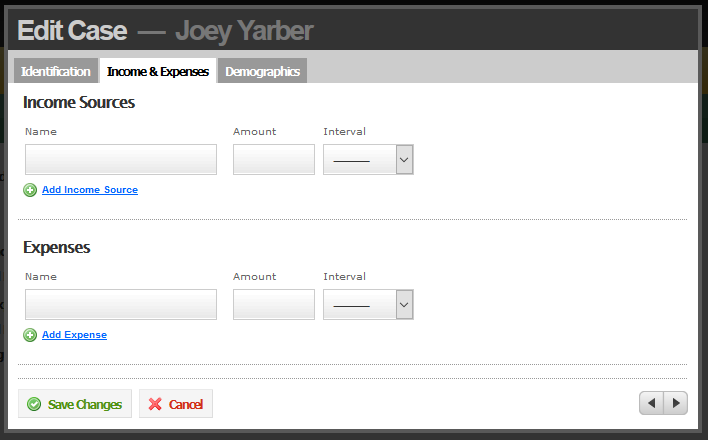 Edit Case — Joey Yarber
Identification Income & Expenses Demographics
Income Sources
Name Amount Interval
———
Add Income Source
Expenses
Name Amount Interval
———
Add Expense
Save Changes Cancel